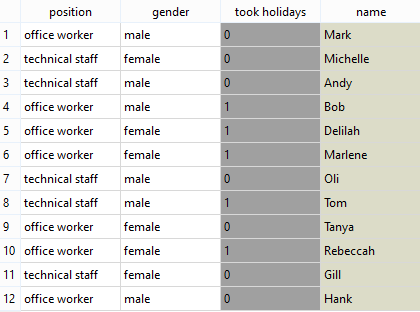 position gender took holidays name
1 office worker male 0 Mark
2 technical staff female 0 Michelle
3 technical staff male 0 Andy
4 office worker male 1 Bob
5 office worker female 1 Delilah
6 office worker female 1 Marlene
7 technical staff male 0 Oli
8 technical staff male 1 Tom
9 office worker female 0 Tanya
10 office worker female 1 Rebeccah
11 technical staff female 0 Gill
12 office worker male 0 Hank